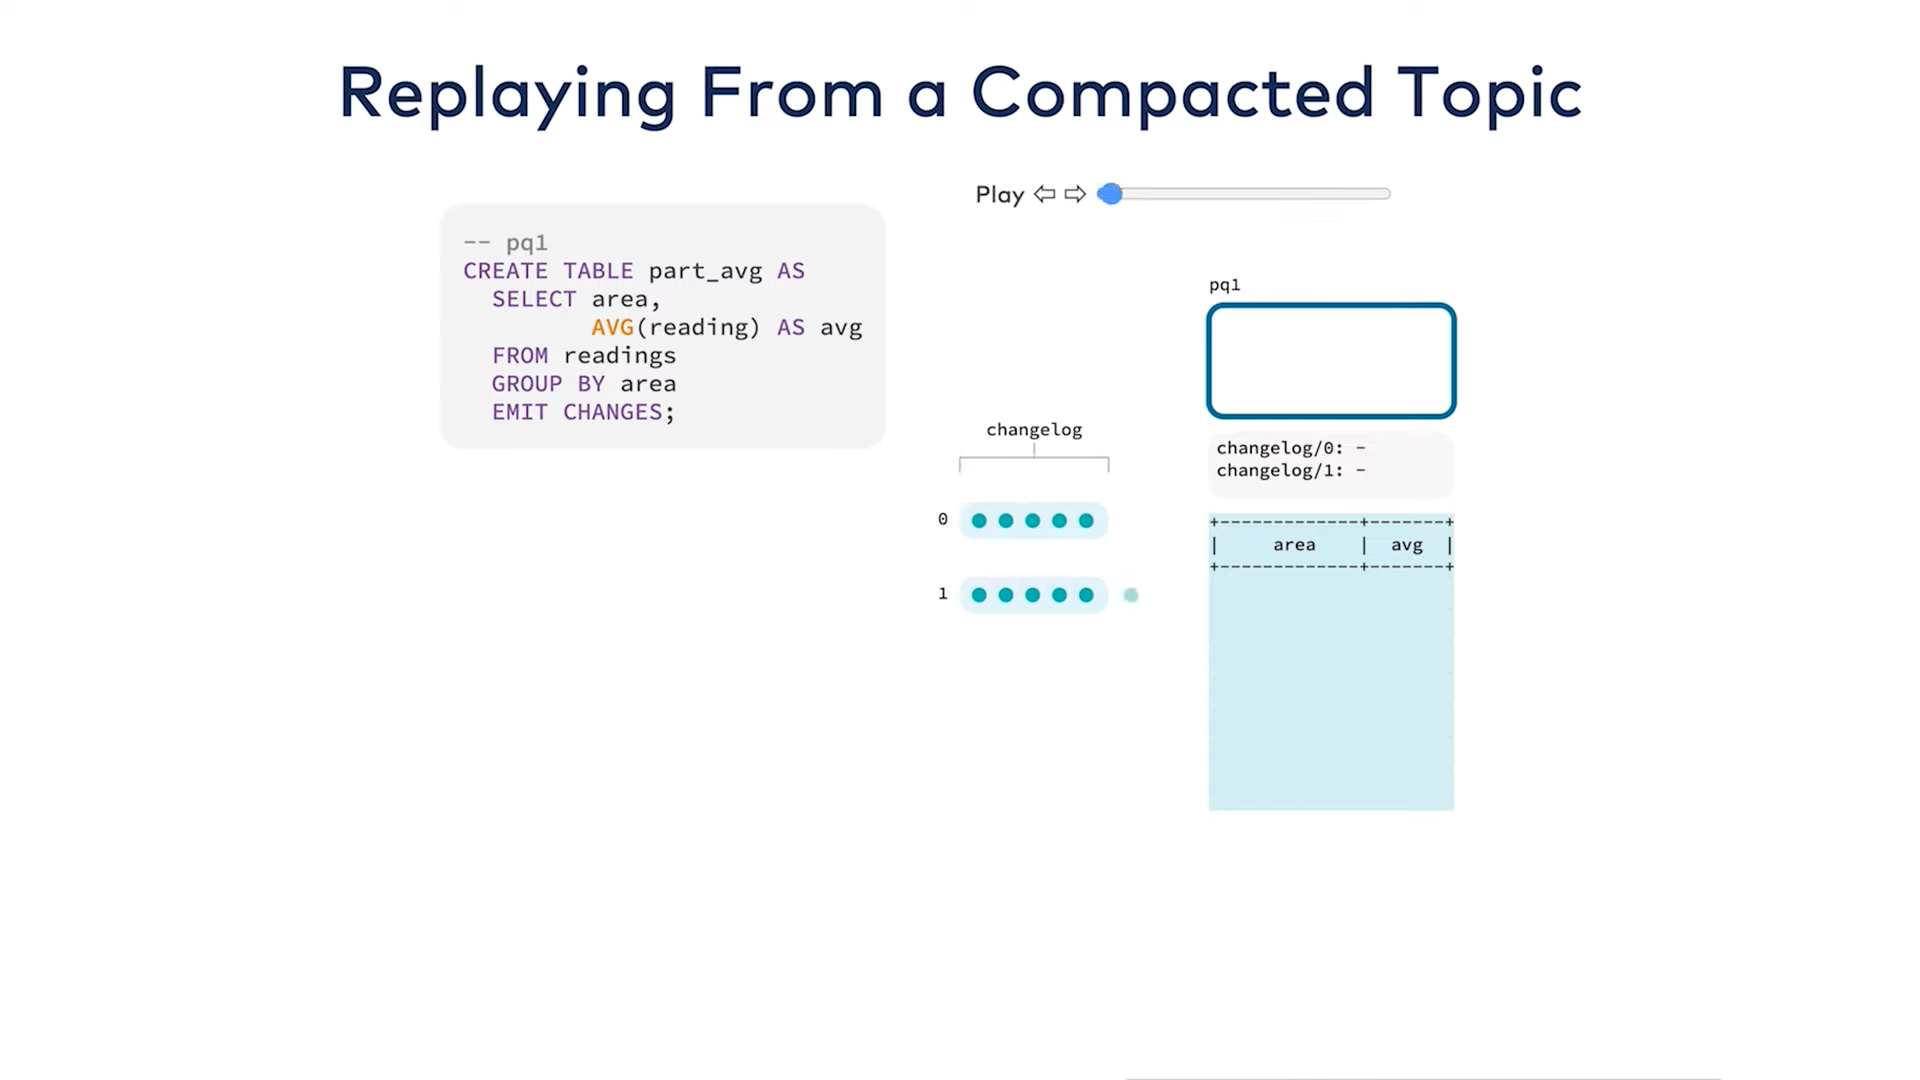 Replaying From a Compacted Topic
Play
-- pq1
CREATE TABLE part_avg AS
SELECT area,
AVG(reading) AS avg
FROM readings
GROUP BY area
EMIT CHANGES;
pq1
changelog
changelog/0: -
changelog/1: -
0
1
+--------------+--------+
| area | avg |
+--------------+--------+